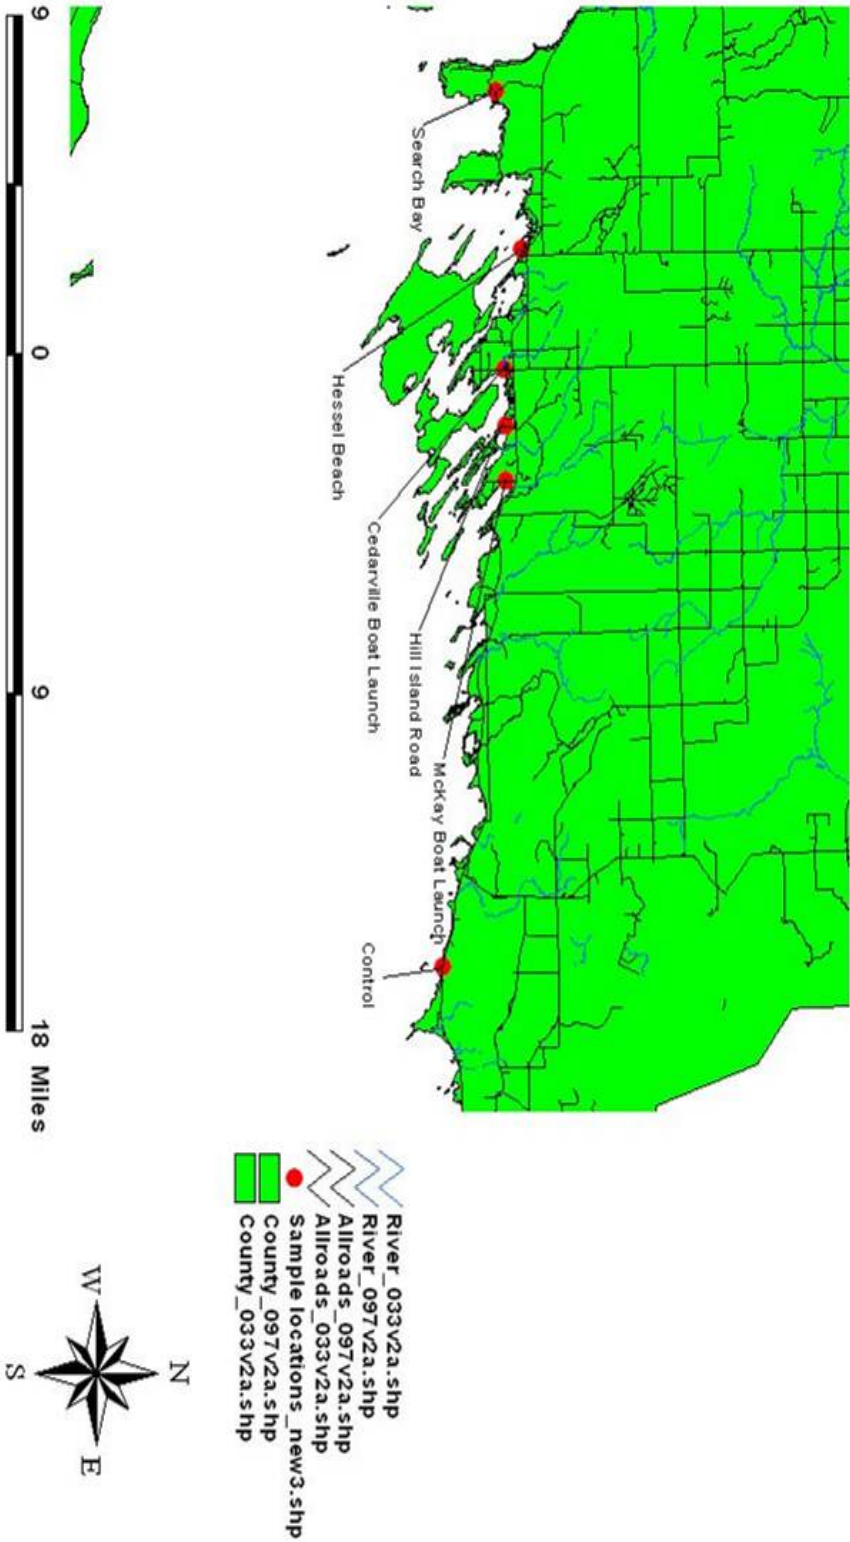 Search Bay
Hessel Beach
Cedarville Boat Launch
Hill Island Road
McKay Boat Launch
Control
9 0 9 18 Miles
River_033v2a.shp
River_097v2a.shp
Allroads_097v2a.shp
Allroads_033v2a.shp
Sample locations_new3.shp
County_097v2a.shp
County_033v2a.shp
N
W E
S